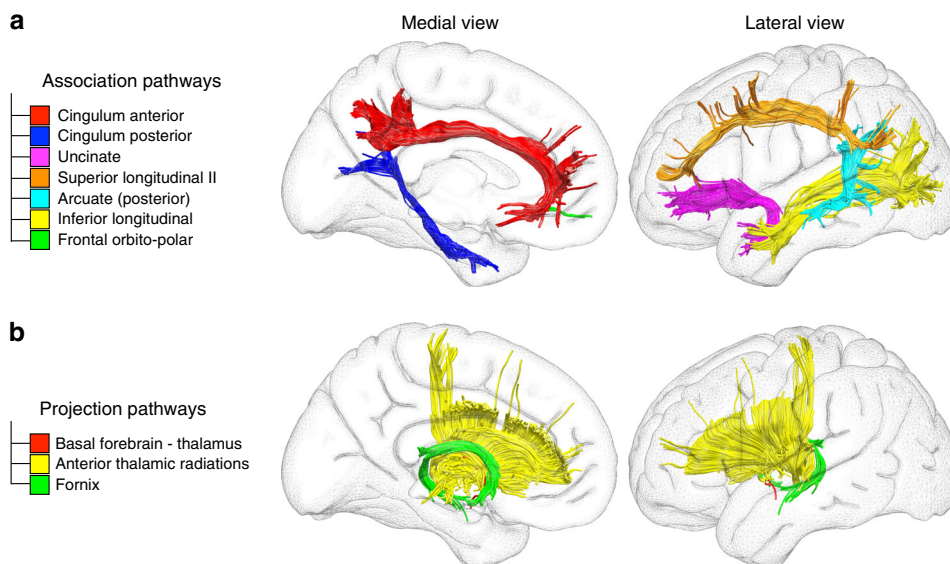 a
Medial view
Lateral view
Association pathways
Cingulum anterior
Cingulum posterior
Uncinate
Superior longitudinal II
Arcuate (posterior)
Inferior longitudinal
Frontal orbito-polar
b
Projection pathways
Basal forebrain - thalamus
Anterior thalamic radiations
Fornix